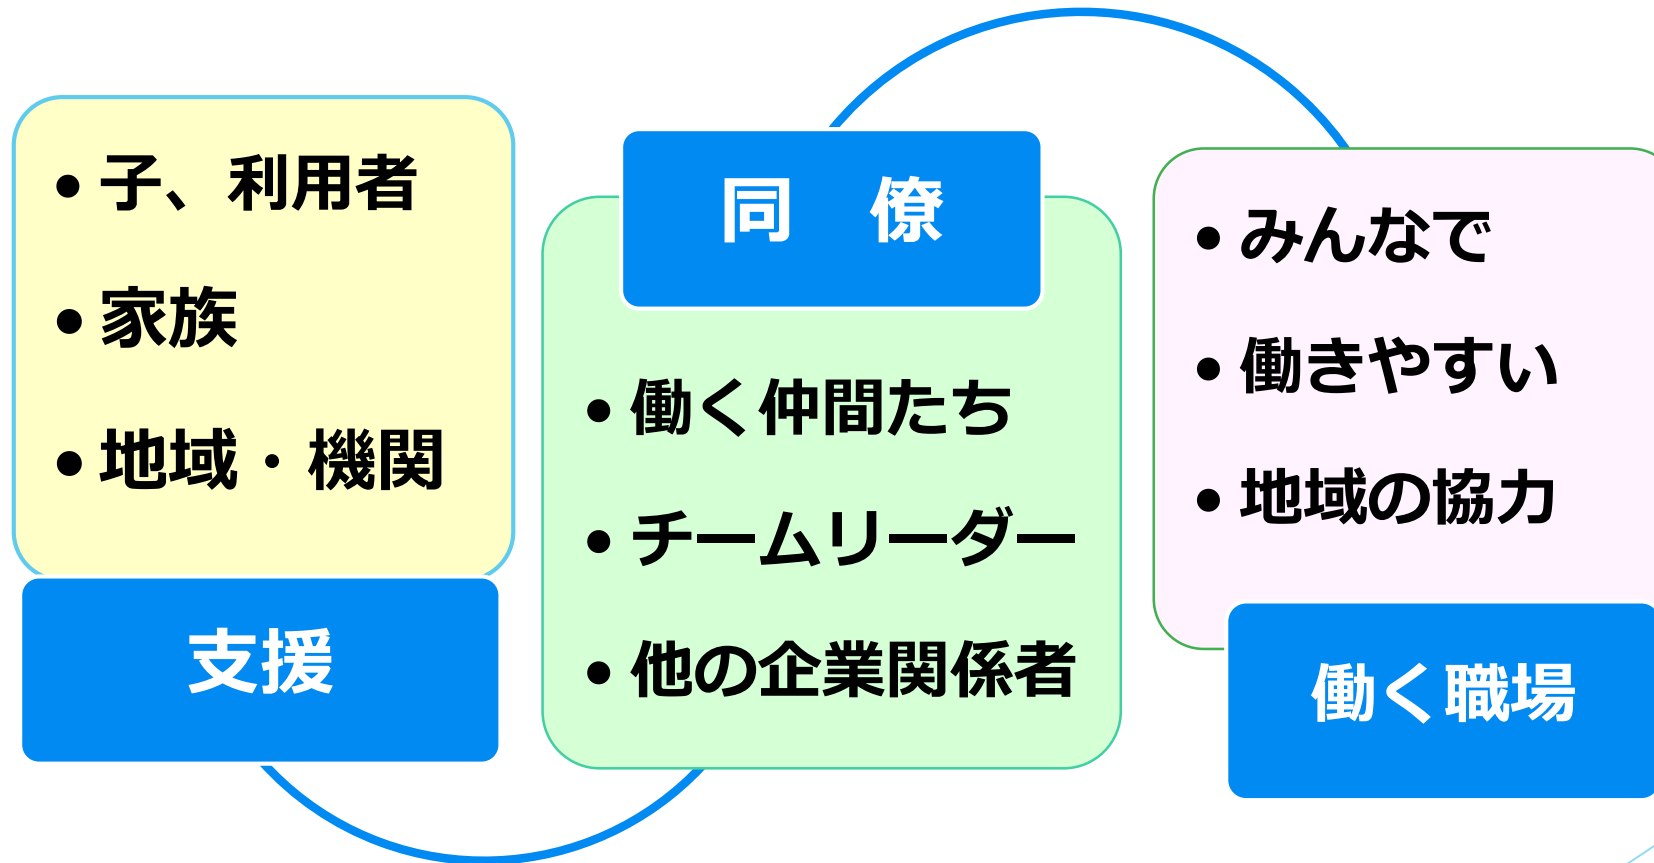 • 子、利用者
• 家族
• 地域・機関
支援
同　僚
• 働く仲間たち
• チームリーダー
• 他の企業関係者
• みんなで
• 働きやすい
• 地域の協力
働く職場